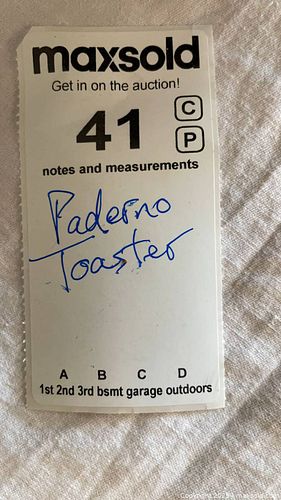 maxsold
Get in on the auction!
41
C
P
notes and measurements
Paderno
Toaster
A B C D
1st 2nd 3rd bsmt garage outdoors